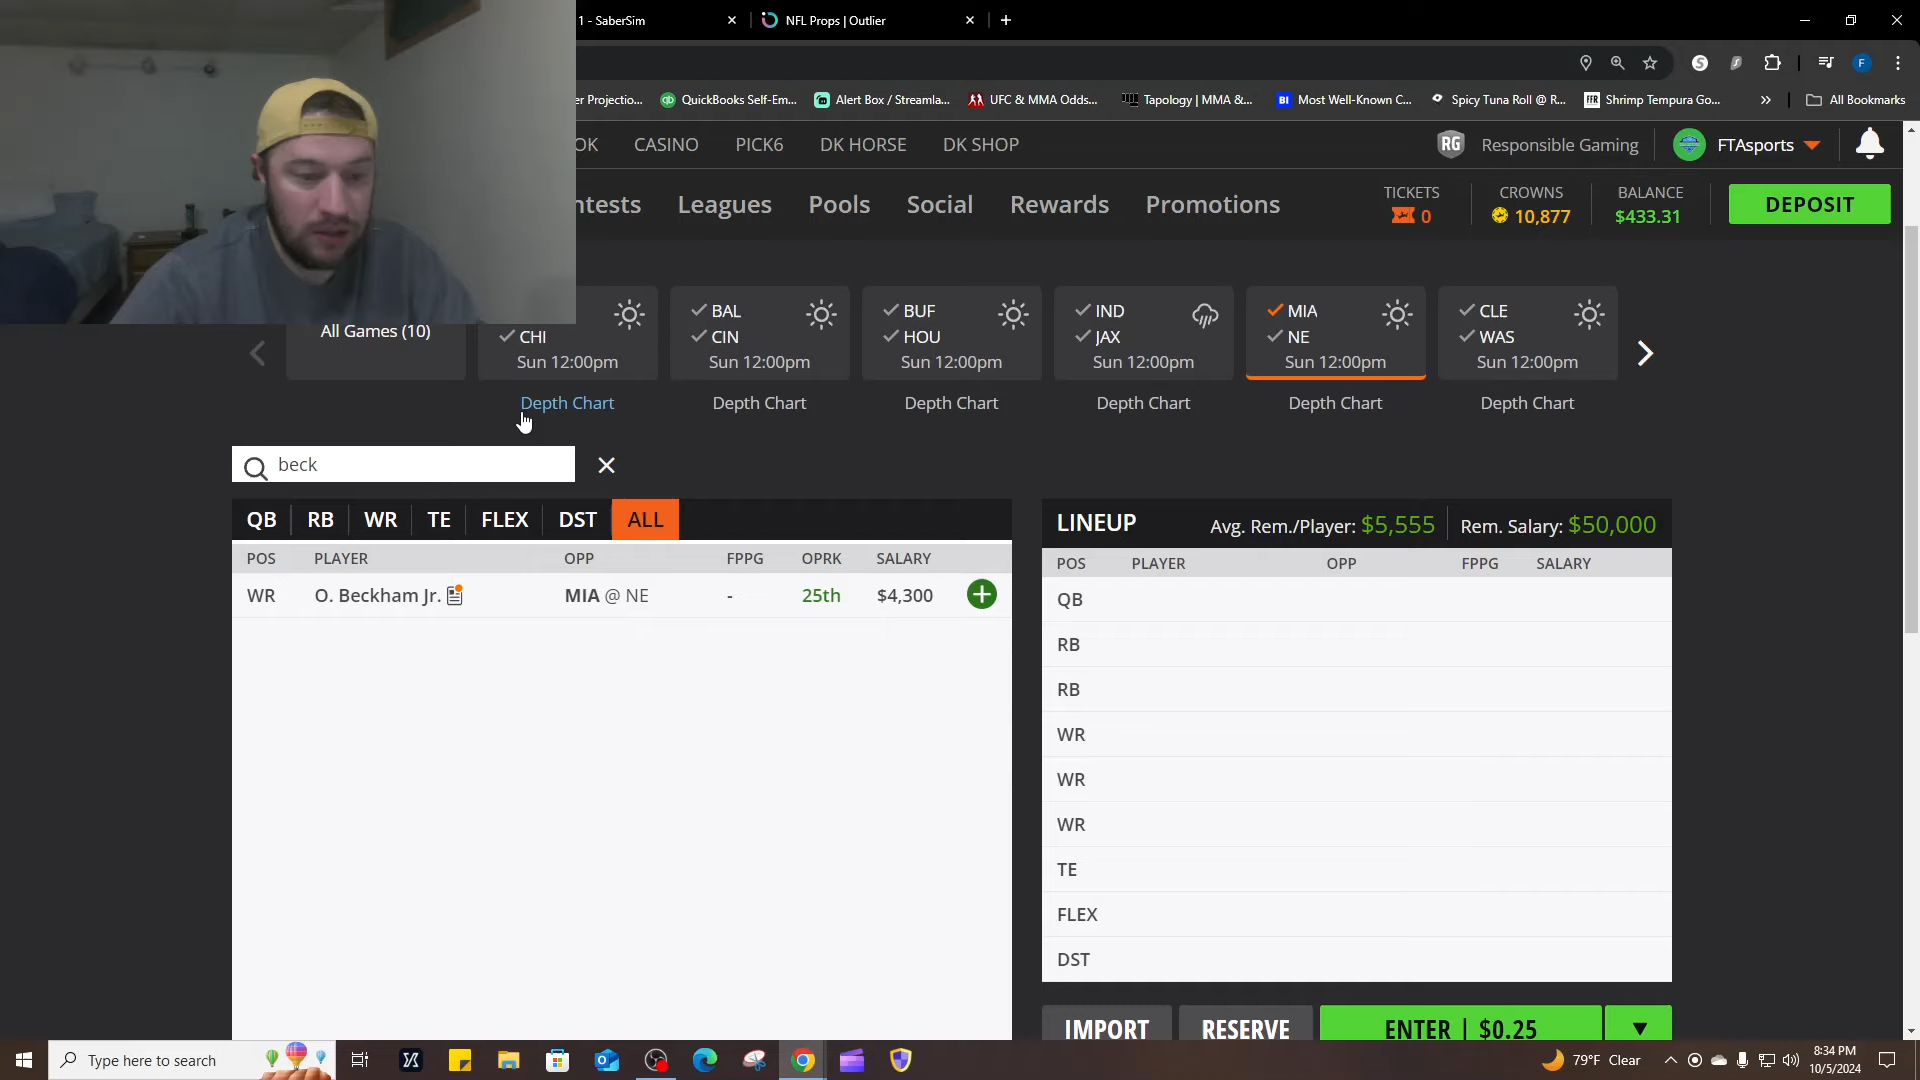 1 - SaberSim
NFL Props | Outlier
er Projectio...
QuickBooks Self-Em...
Alert Box / Streamla...
UFC & MMA Odds...
Tapology | MMA &...
BI
Most Well-Known C...
Spicy Tuna Roll @ R...
FFR
Shrimp Tempura Go...
All Bookmarks
OK
CASINO
PICK6
DK HORSE
DK SHOP
RG
Responsible Gaming
FTAsports
ntests
Leagues
Pools
Social
Rewards
Promotions
TICKETS
0
CROWNS
10,877
BALANCE
$433.31
DEPOSIT
All Games (10)
CHI
Sun 12:00pm
BAL
CIN
Sun 12:00pm
BUF
HOU
Sun 12:00pm
IND
JAX
Sun 12:00pm
MIA
NE
Sun 12:00pm
CLE
WAS
Sun 12:00pm
Depth Chart
Depth Chart
Depth Chart
Depth Chart
Depth Chart
Depth Chart
beck
QB RB WR TE FLEX DST ALL
POS PLAYER OPP FPPG OPRK SALARY
WR O. Beckham Jr. MIA @ NE - 25th $4,300
LINEUP Avg. Rem./Player: $5,555 Rem. Salary: $50,000
POS PLAYER OPP FPPG SALARY
QB
RB
RB
WR
WR
WR
TE
FLEX
DST
IMPORT
RESERVE
ENTER | $0.25
Type here to search
79°F Clear
8:34 PM
10/5/2024